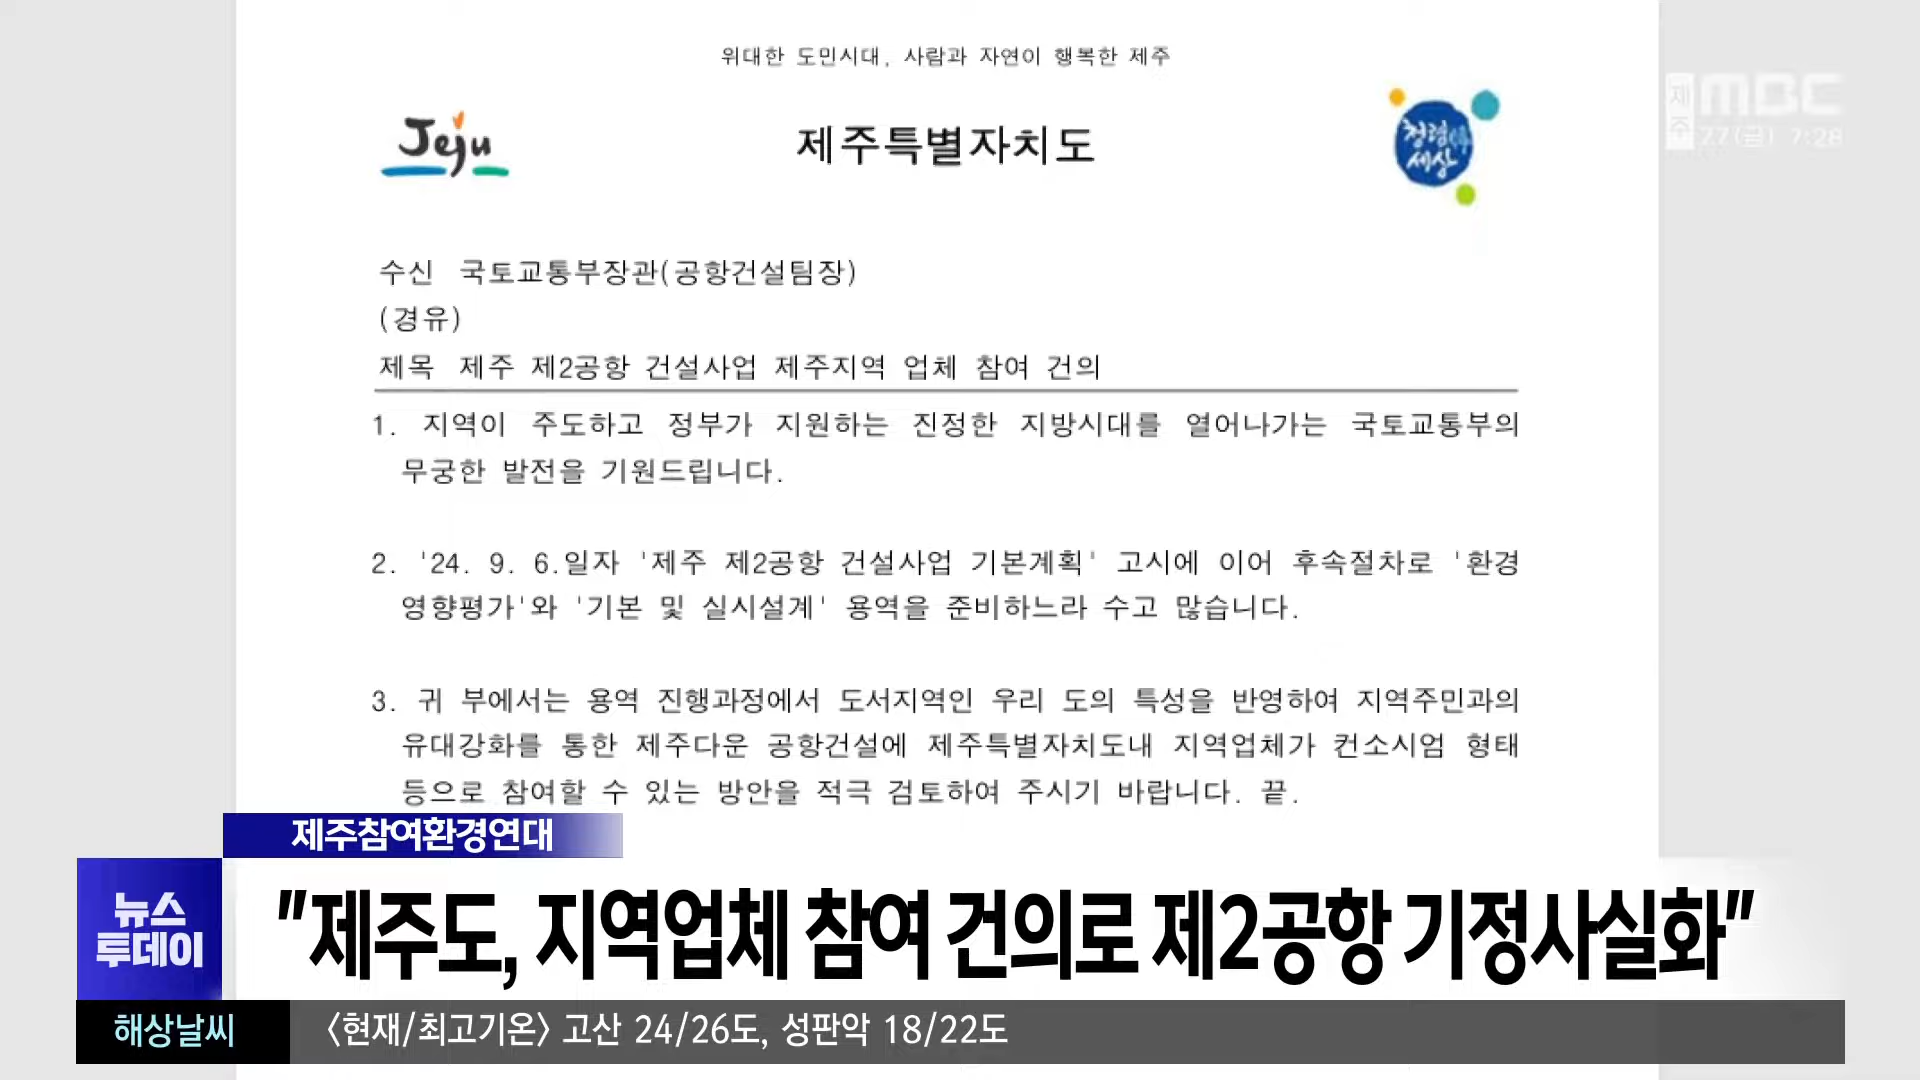 위대한 도민시대, 사람과 자연이 행복한 제주
Jeju
제주특별자치도
청렴
세상
제주 MBC
7:28
수신 국토교통부장관(공항건설팀장)
(경유)
제목 제주 제2공항 건설사업 제주지역 업체 참여 건의
1. 지역이 주도하고 정부가 지원하는 진정한 지방시대를 열어나가는 국토교통부의
무궁한 발전을 기원드립니다.
2. '24. 9. 6.일자 '제주 제2공항 건설사업 기본계획' 고시에 이어 후속절차로 '환경
영향평가'와 '기본 및 실시설계' 용역을 준비하느라 수고 많습니다.
3. 귀 부에서는 용역 진행과정에서 도서지역인 우리 도의 특성을 반영하여 지역주민과의
유대강화를 통한 제주다운 공항건설에 제주특별자치도내 지역업체가 컨소시엄 형태
등으로 참여할 수 있는 방안을 적극 검토하여 주시기 바랍니다. 끝.
제주참여환경연대
뉴스
투데이
"제주도, 지역업체 참여 건의로 제2공항 기정사실화"
해상날씨
<현재/최고기온> 고산 24/26도, 성판악 18/22도